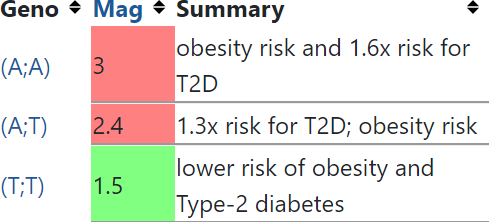 Geno Mag Summary
(A;A) 3 obesity risk and 1.6x risk for
T2D
(A;T) 2.4 1.3x risk for T2D; obesity risk
(T;T) 1.5 lower risk of obesity and
Type-2 diabetes